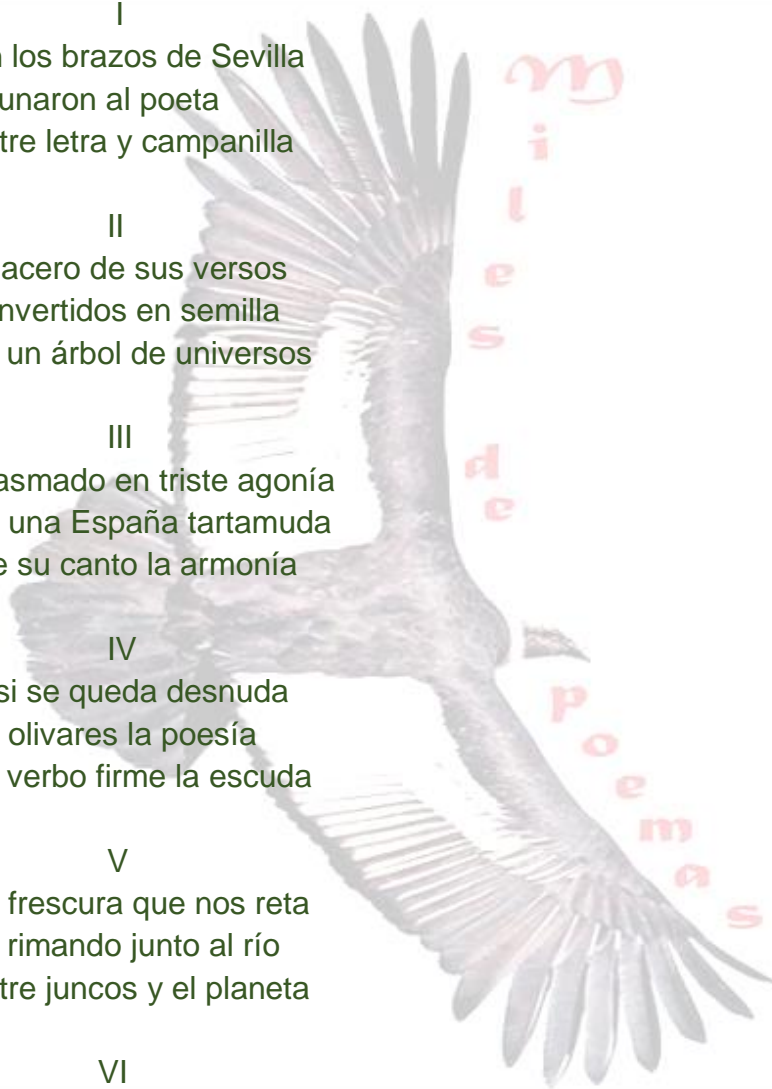 I
los brazos de Sevilla
unaron al poeta
tre letra y campanilla
II
acero de sus versos
nvertidos en semilla
un árbol de universos
III
asmado en triste agonía
una España tartamuda
e su canto la armonía
IV
si se queda desnuda
olivares la poesía
verbo firme la escuda
V
frescura que nos reta
rimando junto al río
tre juncos y el planeta
VI
Miles de poemas